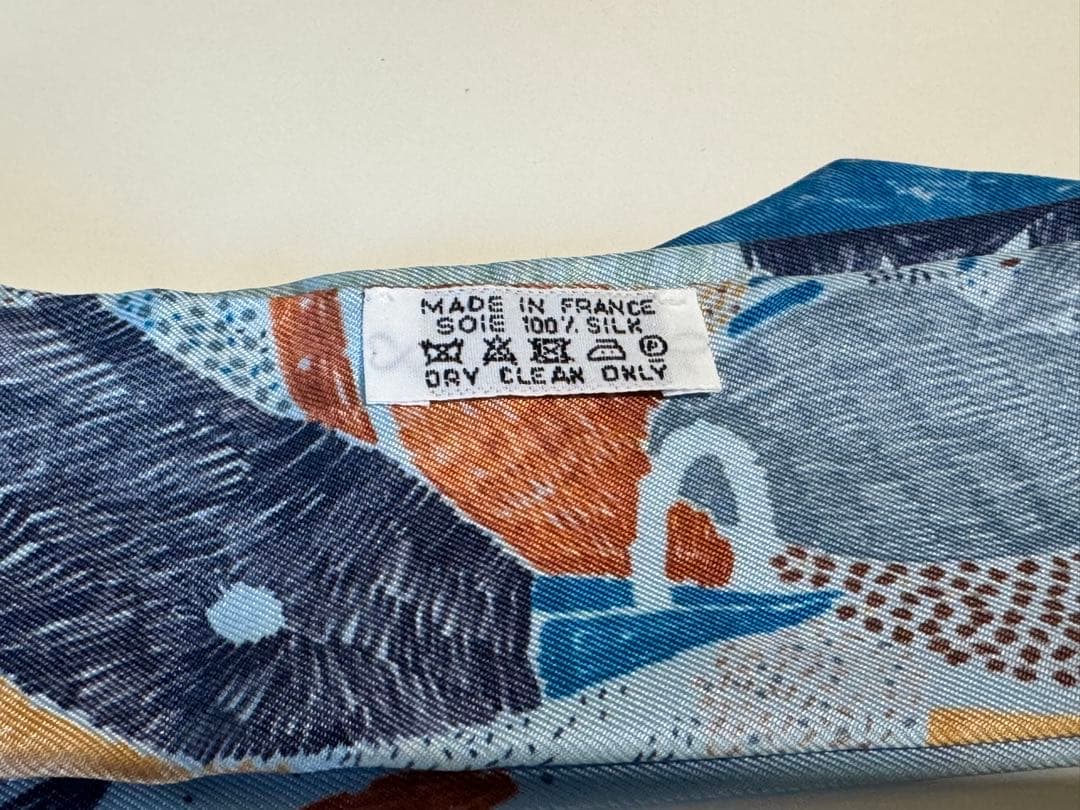 MADE IN FRANCE
SOIE 100% SILK
P
DRY CLEAN ONLY